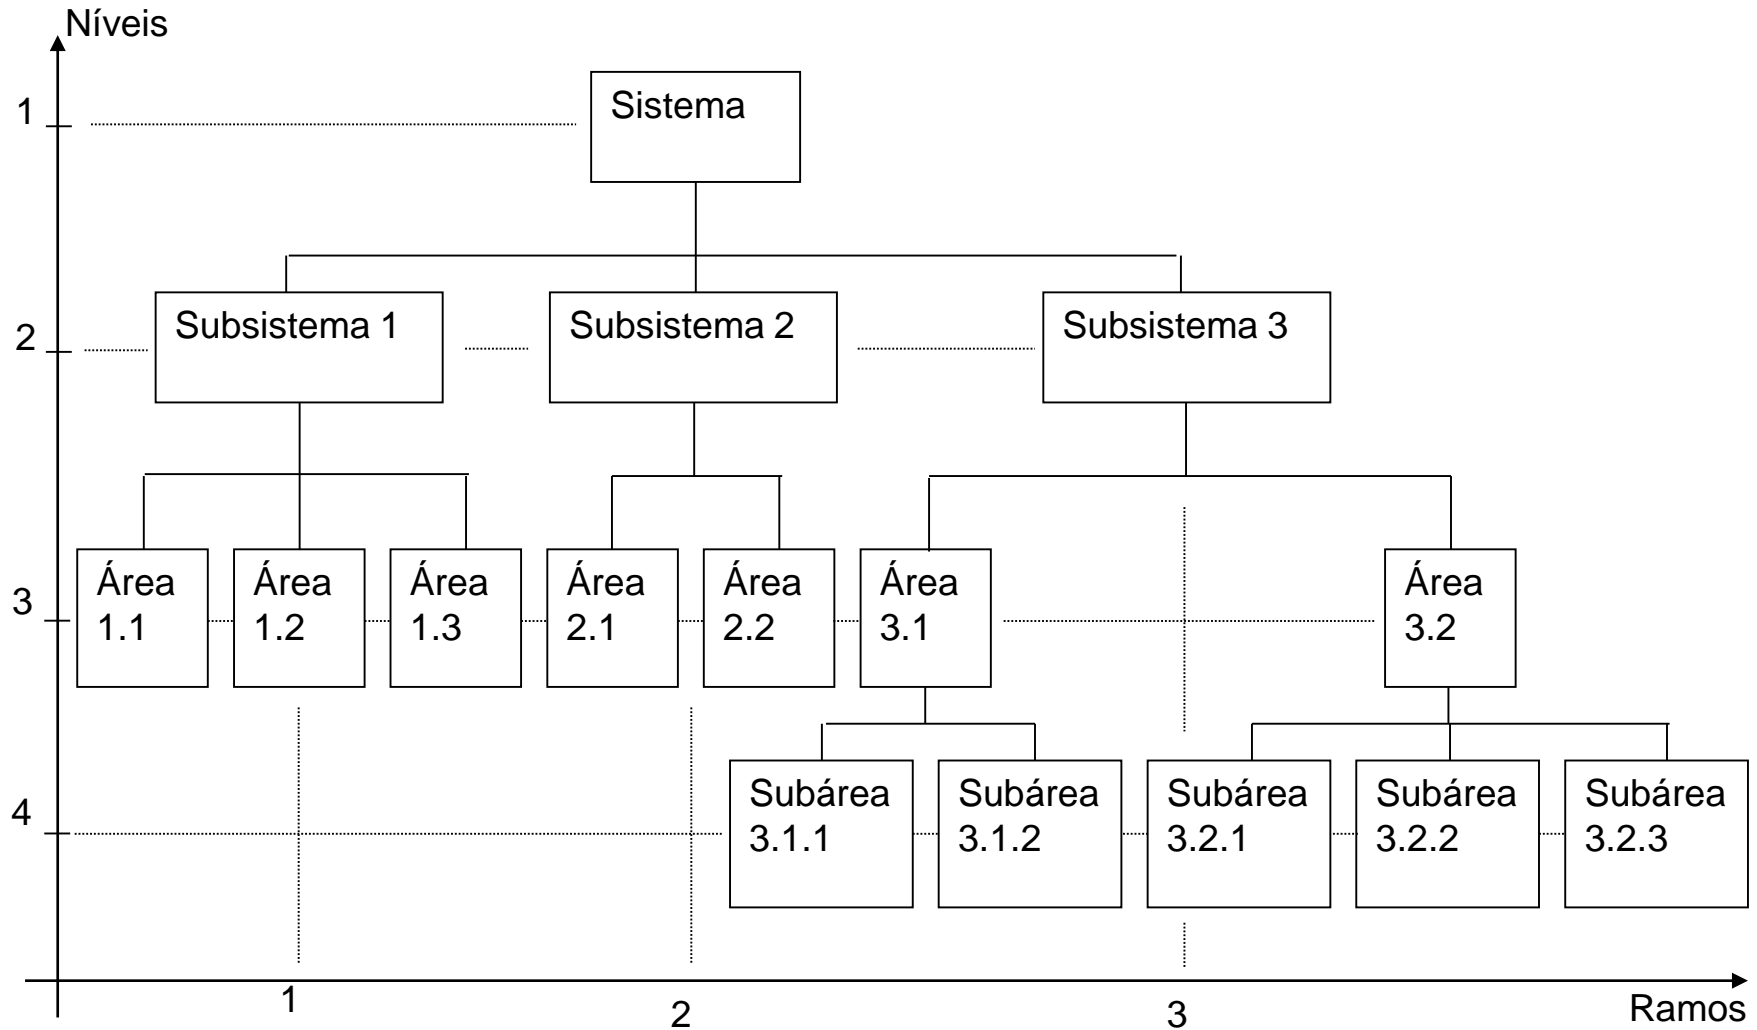 Níveis
1
Sistema
2
Subsistema 1
Subsistema 2
Subsistema 3
3
Área
1.1
Área
1.2
Área
1.3
Área
2.1
Área
2.2
Área
3.1
Área
3.2
4
Subárea
3.1.1
Subárea
3.1.2
Subárea
3.2.1
Subárea
3.2.2
Subárea
3.2.3
1
2
3
Ramos